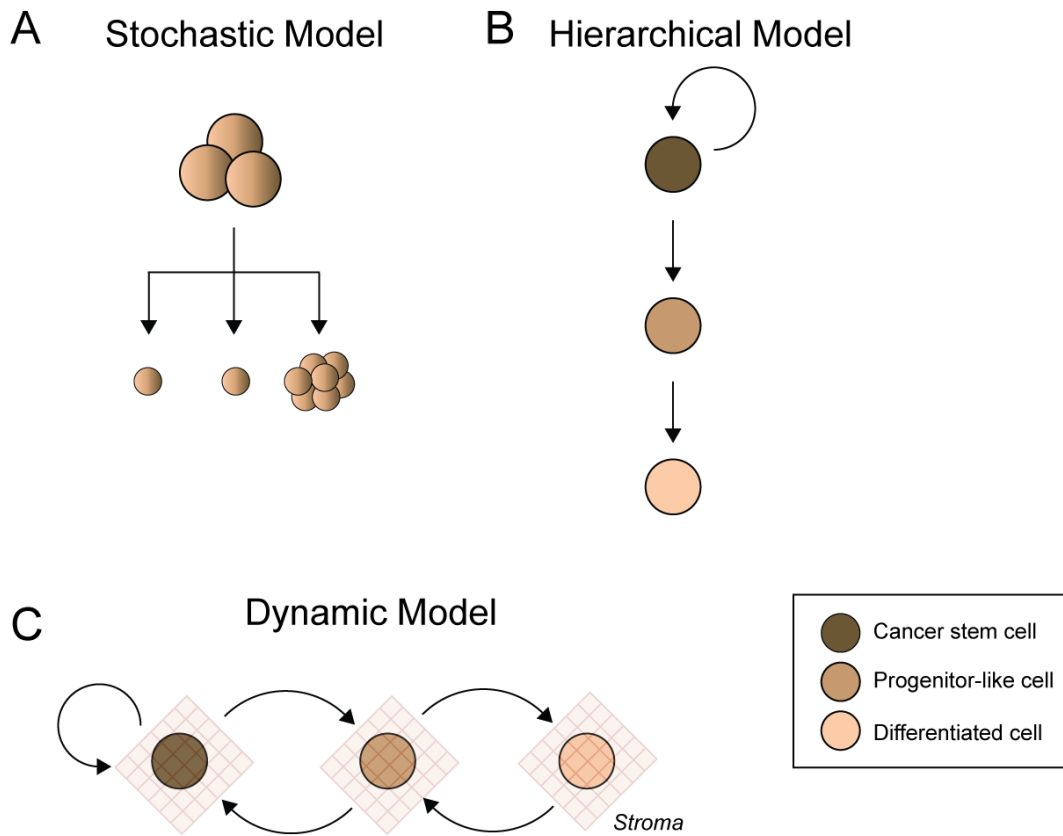 A
Stochastic Model
B
Hierarchical Model
C
Dynamic Model
Stroma
Cancer stem cell
Progenitor-like cell
Differentiated cell